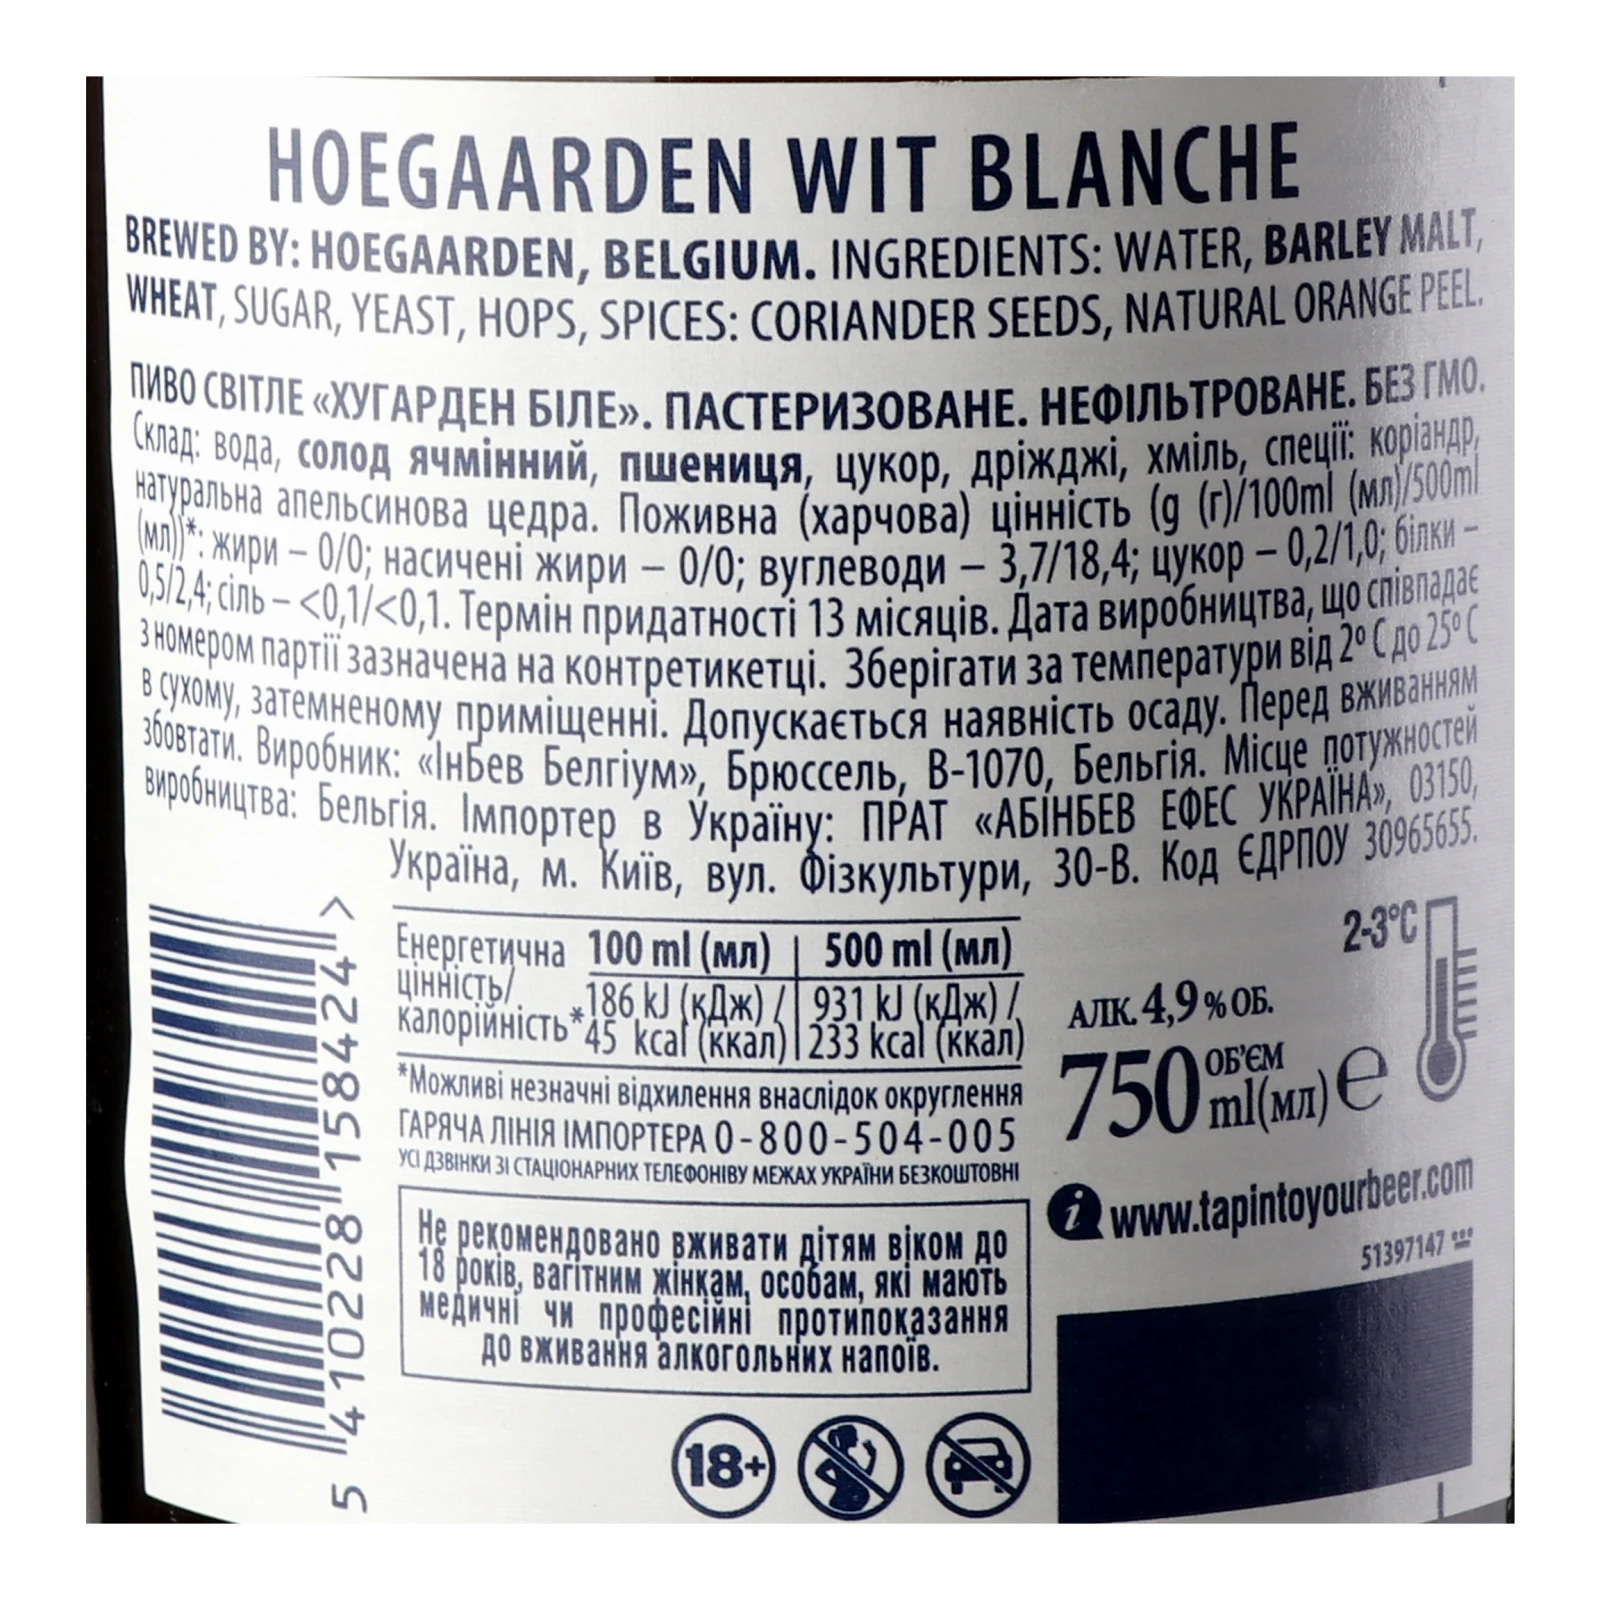 HOEGAARDEN WIT BLANCHE
BREWED BY: HOEGAARDEN, BELGIUM. INGREDIENTS: WATER, BARLEY MALT,
WHEAT, SUGAR, YEAST, HOPS, SPICES: CORIANDER SEEDS, NATURAL ORANGE PEEL.
ПИВО СВІТЛЕ «ХУГАРДЕН БІЛЕ». ПАСТЕРИЗОВАНЕ. НЕФІЛЬТРОВАНЕ. БЕЗ ГМО.
Склад: вода, солод ячмінний, пшениця, цукор, дріжджі, хміль, спеції: коріандр,
натуральна апельсинова цедра. Поживна (харчова) цінність (g (г)/100ml (мл)/500ml
(мл))*: жири – 0/0; насичені жири – 0/0; вуглеводи – 3,7/18,4; цукор – 0,2/1,0; білки –
0,5/2,4; сіль – <0,1/<0,1. Термін придатності 13 місяців. Дата виробництва, що співпадає
з номером партії зазначена на контретикетці. Зберігати за температури від 2° С до 25° С
в сухому, затемненому приміщенні. Допускається наявність осаду. Перед вживанням
збовтати. Виробник: «ІнБев Белгіум», Брюссель, В-1070, Бельгія. Місце потужностей
виробництва: Бельгія. Імпортер в Україну: ПРАТ «АБІНБЕВ ЕФЕС УКРАЇНА», 03150,
Україна, м. Київ, вул. Фізкультури, 30-В. Код ЄДРПОУ 30965655.
Енергетична цінність/ калорійність*
100 ml (мл) | 500 ml (мл)
186 kJ (кДж) / | 931 kJ (кДж) /
45 kcal (ккал) | 233 kcal (ккал)
*Можливі незначні відхилення внаслідок округлення
ГАРЯЧА ЛІНІЯ ІМПОРТЕРА 0-800-504-005
УСІ ДЗВІНКИ ЗІ СТАЦІОНАРНИХ ТЕЛЕФОНІВУ МЕЖАХ УКРАЇНИ БЕЗКОШТОВНІ
Не рекомендовано вживати дітям віком до
18 років, вагітним жінкам, особам, які мають
медичні чи професійні протипоказання
до вживання алкогольних напоїв.
18+
2-3°C
АЛК. 4,9 % ОБ.
750 ОБ'ЄМ ml(мл) e
i www.tapintoyourbeer.com
51397147
5 410228 158424 >